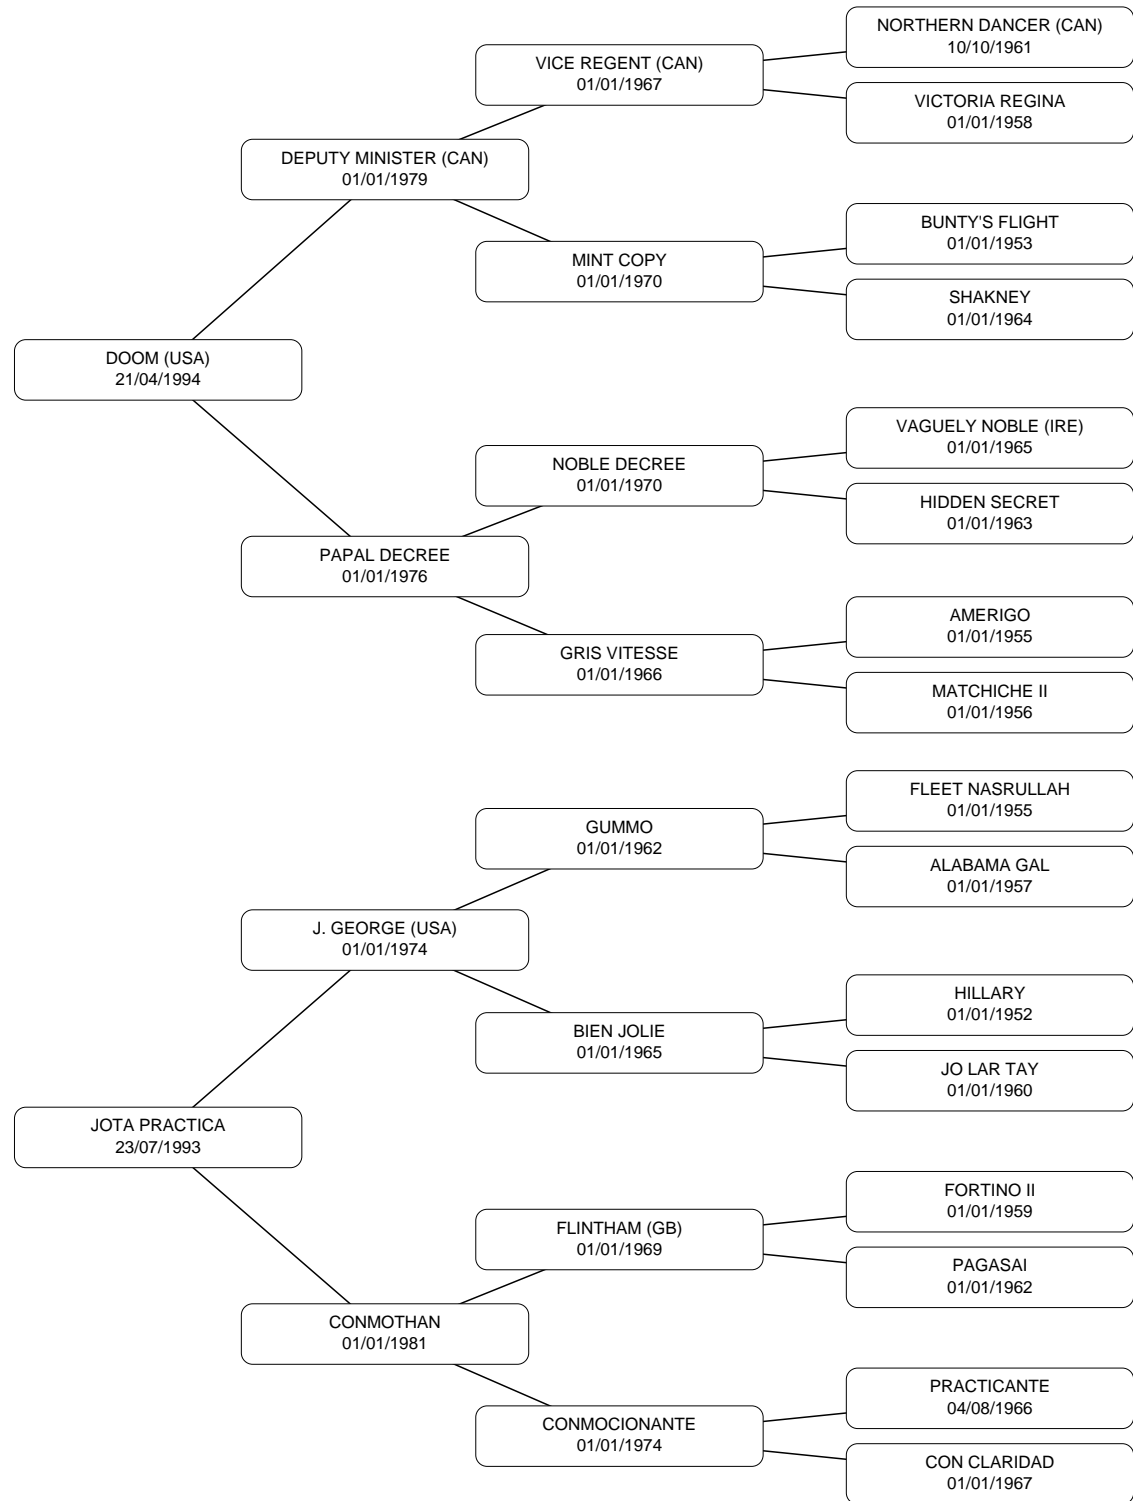 NORTHERN DANCER (CAN)
10/10/1961
VICE REGENT (CAN)
01/01/1967
VICTORIA REGINA
01/01/1958
DEPUTY MINISTER (CAN)
01/01/1979
BUNTY'S FLIGHT
01/01/1953
MINT COPY
01/01/1970
SHAKNEY
01/01/1964
DOOM (USA)
21/04/1994
VAGUELY NOBLE (IRE)
01/01/1965
NOBLE DECREE
01/01/1970
HIDDEN SECRET
01/01/1963
PAPAL DECREE
01/01/1976
AMERIGO
01/01/1955
GRIS VITESSE
01/01/1966
MATCHICHE II
01/01/1956
FLEET NASRULLAH
01/01/1955
GUMMO
01/01/1962
ALABAMA GAL
01/01/1957
J. GEORGE (USA)
01/01/1974
HILLARY
01/01/1952
BIEN JOLIE
01/01/1965
JO LAR TAY
01/01/1960
JOTA PRACTICA
23/07/1993
FORTINO II
01/01/1959
FLINTHAM (GB)
01/01/1969
PAGASAI
01/01/1962
CONMOTHAN
01/01/1981
PRACTICANTE
04/08/1966
CONMOCIONANTE
01/01/1974
CON CLARIDAD
01/01/1967